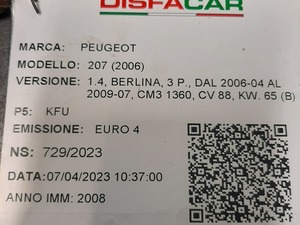 DISFACAR
MARCA: PEUGEOT
MODELLO: 207 (2006)
VERSIONE: 1.4, BERLINA, 3 P., DAL 2006-04 AL
2009-07, CM3 1360, CV 88, KW. 65 (B)
P5: KFU
EMISSIONE: EURO 4
NS: 729/2023
DATA:07/04/2023 10:37:00
ANNO IMM: 2008